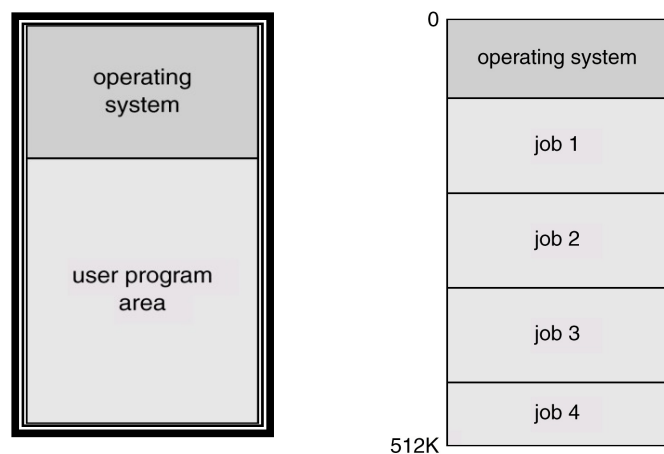 operating
system
user program
area
0
operating system
job 1
job 2
job 3
job 4
512K